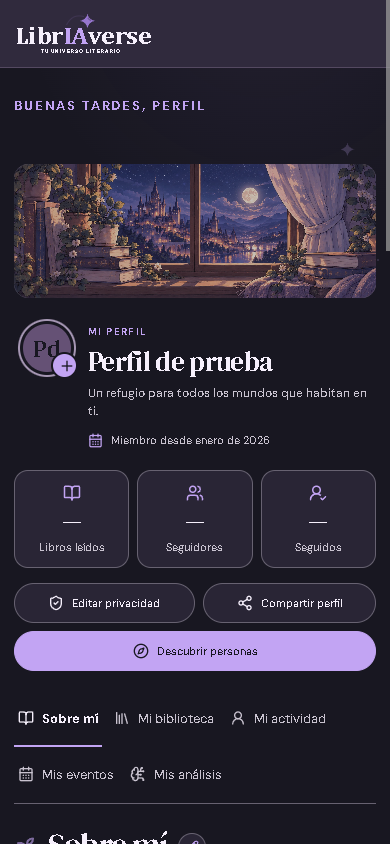 LibrIAverse
TU UNIVERSO LITERARIO
BUENAS TARDES, PERFIL
Pd
MI PERFIL
Perfil de prueba
Un refugio para todos los mundos que habitan en
ti.
Miembro desde enero de 2026
— — —
Libros leídos Seguidores Seguidos
Editar privacidad Compartir perfil
Descubrir personas
Sobre mí Mi biblioteca Mi actividad
Mis eventos Mis análisis
Sobre mí